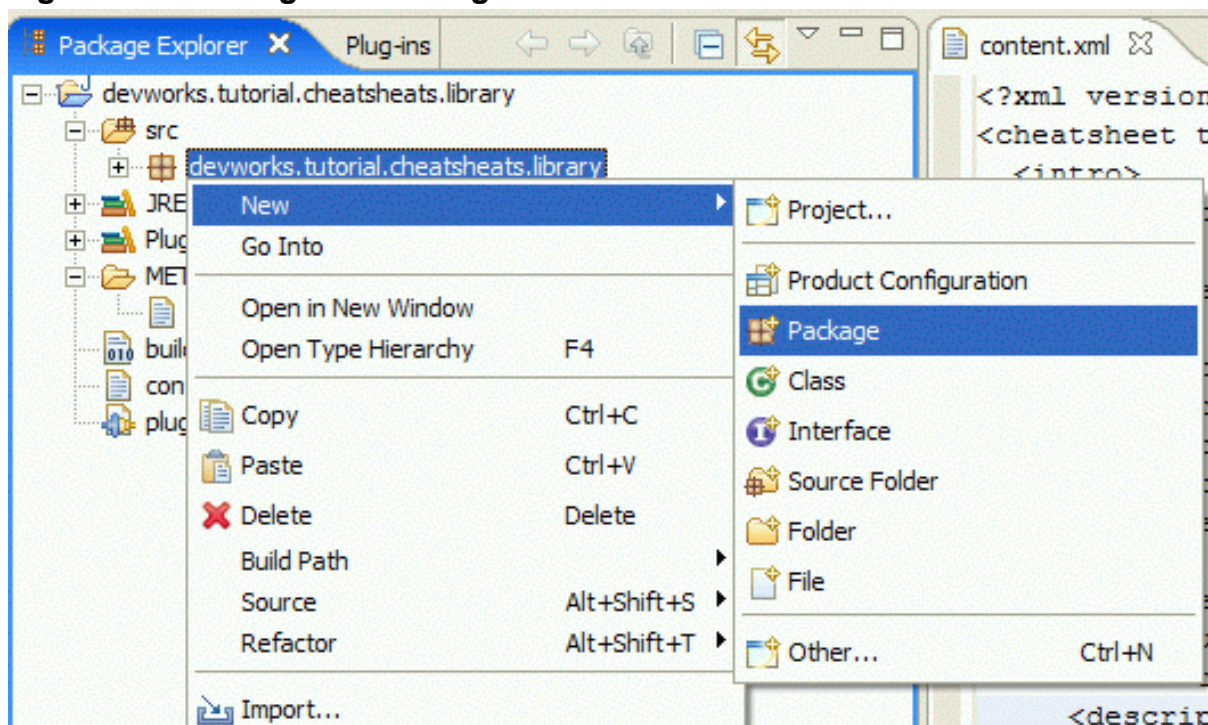 Package Explorer Plug-ins content.xml
devworks.tutorial.cheatsheats.library
src
devworks.tutorial.cheatsheats.library
<?xml version
<cheatsheet t
<intro>
JRE
Plug
MET
build
con
plug
New
Go Into
Open in New Window
Open Type Hierarchy F4
Copy Ctrl+C
Paste Ctrl+V
Delete Delete
Build Path
Source Alt+Shift+S
Refactor Alt+Shift+T
Import...
Project...
Product Configuration
Package
Class
Interface
Source Folder
Folder
File
Other... Ctrl+N
<descrip